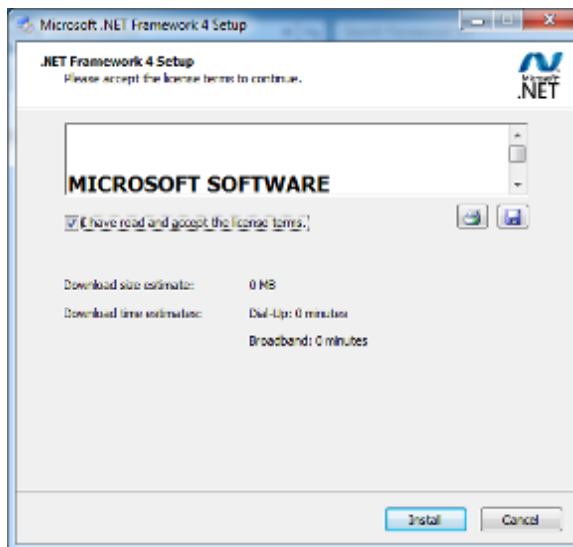 Microsoft .NET Framework 4 Setup
.NET Framework 4 Setup
Please accept the license terms to continue.
Microsoft
.NET
MICROSOFT SOFTWARE
I have read and accept the license terms.
Download size estimate: 0 MB
Download time estimates: Dial-Up: 0 minutes
Broadband: 0 minutes
Install Cancel